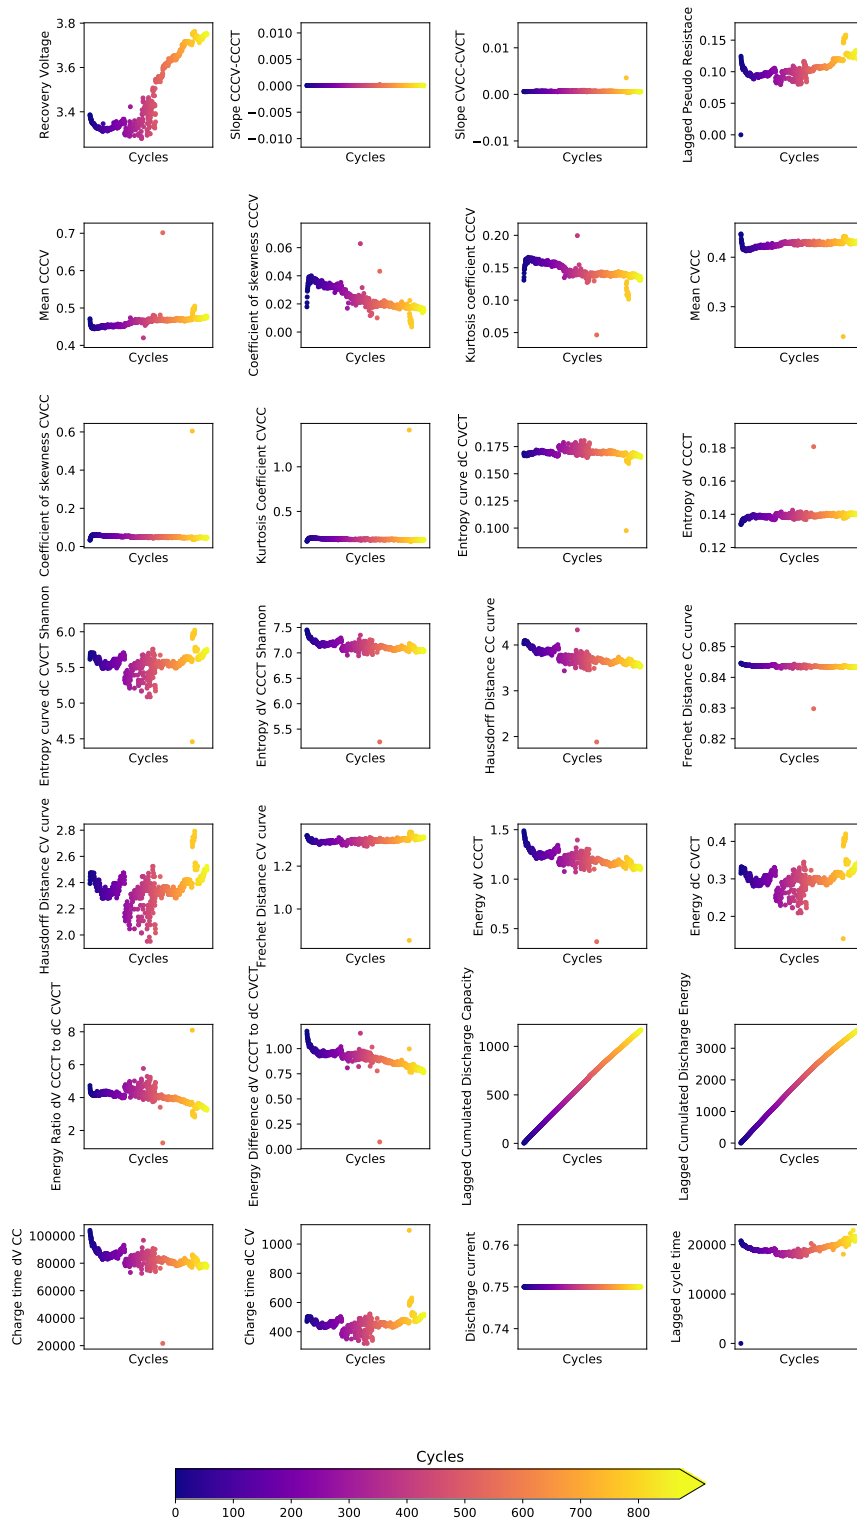 Recovery Voltage
3.8
3.6
3.4
Cycles
Slope CCCV-CCCT
0.010
0.005
0.000
−0.005
−0.010
Cycles
Slope CVCC-CVCT
0.01
0.00
−0.01
Cycles
Lagged Pseudo Resistace
0.15
0.10
0.05
0.00
Cycles
Mean CCCV
0.7
0.6
0.5
0.4
Cycles
Coefficient of skewness CCCV
0.06
0.04
0.02
0.00
Cycles
Kurtosis coefficient CCCV
0.20
0.15
0.10
0.05
Cycles
Mean CVCC
0.4
0.3
Cycles
Coefficient of skewness CVCC
0.6
0.4
0.2
0.0
Cycles
Kurtosis Coefficient CVCC
1.0
0.5
Cycles
Entropy curve dC CVCT
0.175
0.150
0.125
0.100
Cycles
Entropy dV CCCT
0.18
0.16
0.14
0.12
Cycles
Entropy curve dC CVCT Shannon
6.0
5.5
5.0
4.5
Cycles
Entropy dV CCCT Shannon
7.5
7.0
6.5
6.0
5.5
Cycles
Hausdorff Distance CC curve
4
3
2
Cycles
Frechet Distance CC curve
0.85
0.84
0.83
0.82
Cycles
Hausdorff Distance CV curve
2.8
2.6
2.4
2.2
2.0
Cycles
Frechet Distance CV curve
1.2
1.0
Cycles
Energy dV CCCT
1.5
1.0
0.5
Cycles
Energy dC CVCT
0.4
0.3
0.2
Cycles
Energy Ratio dV CCCT to dC CVCT
8
6
4
2
Cycles
Energy Difference dV CCCT to dC CVCT
1.00
0.75
0.50
0.25
0.00
Cycles
Lagged Cumulated Discharge Capacity
1000
500
0
Cycles
Lagged Cumulated Discharge Energy
3000
2000
1000
0
Cycles
Charge time dV CC
100000
80000
60000
40000
20000
Cycles
Charge time dC CV
1000
800
600
400
Cycles
Discharge current
0.76
0.75
0.74
Cycles
Lagged cycle time
20000
10000
0
Cycles
Cycles
0 100 200 300 400 500 600 700 800